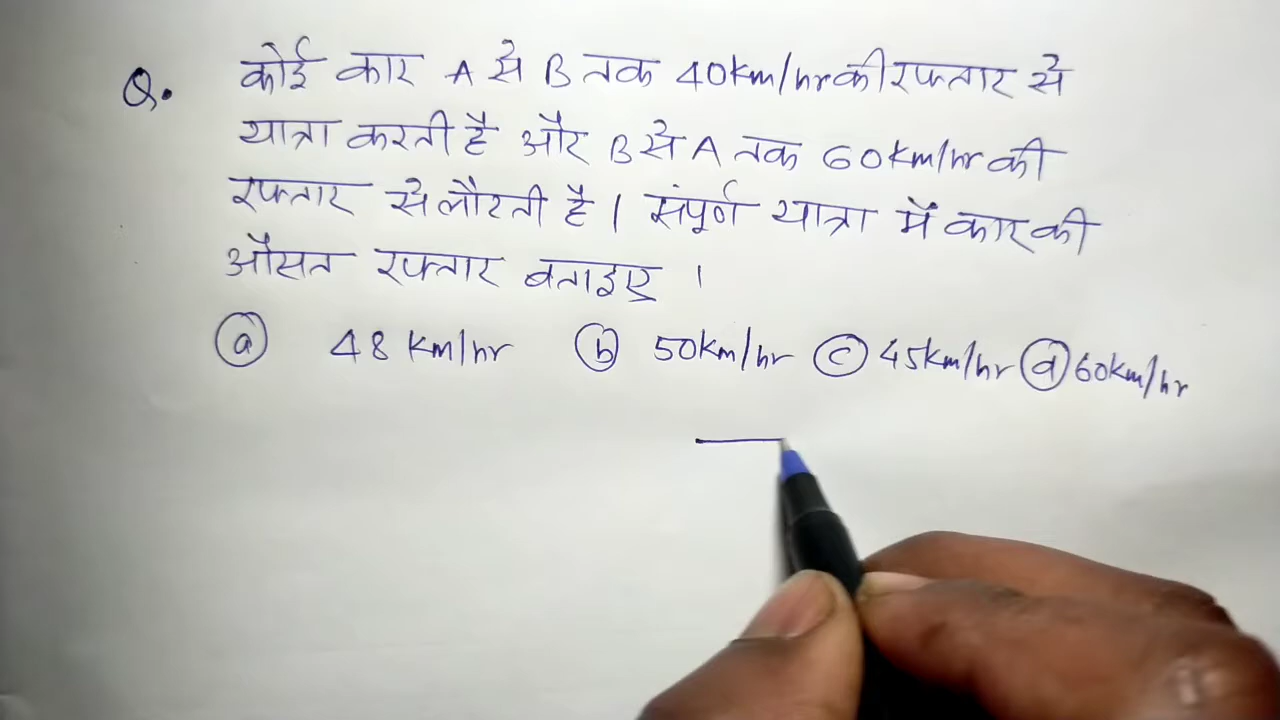 Q. कोई कार A से B तक 40km/hr की रफ्तार से
यात्रा करती है और B से A तक 60km/hr की
रफ्तार से लौटती है । संपूर्ण यात्रा में कार की
औसत रफ्तार बताइए ।
(a) 48 km/hr (b) 50km/hr (c) 45km/hr (d) 60km/hr